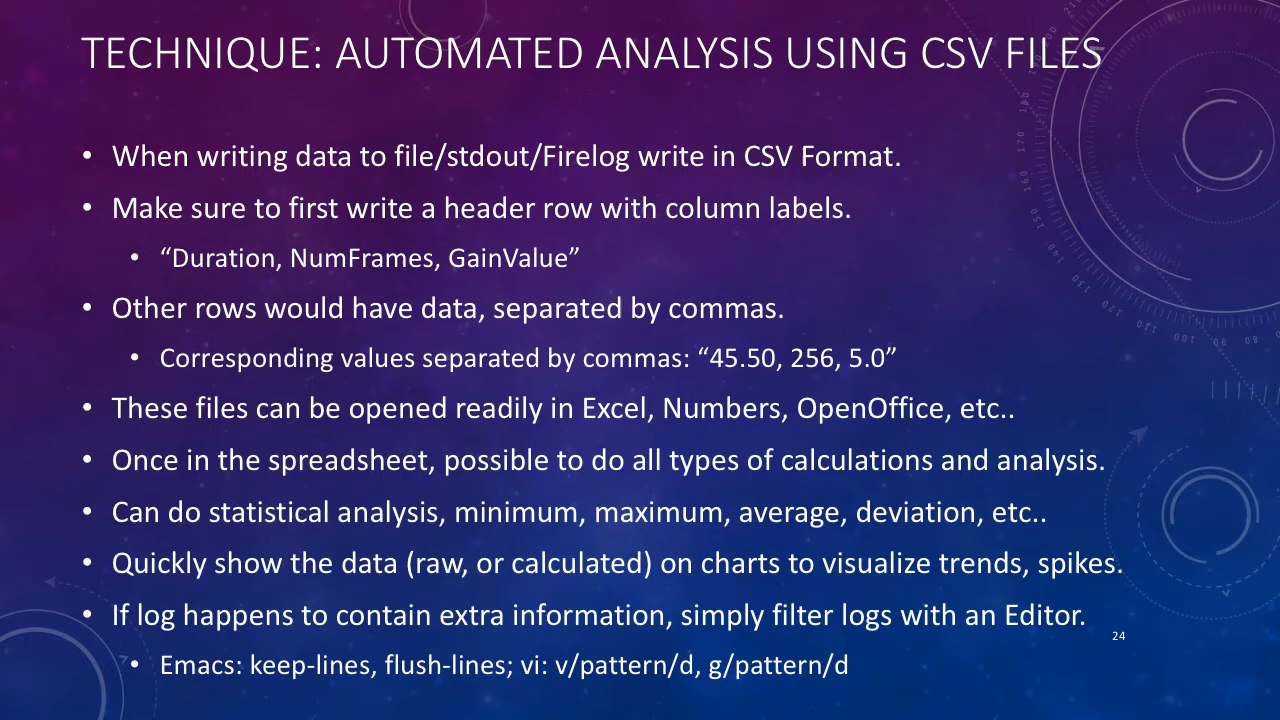 TECHNIQUE: AUTOMATED ANALYSIS USING CSV FILES
• When writing data to file/stdout/Firelog write in CSV Format.
• Make sure to first write a header row with column labels.
• “Duration, NumFrames, GainValue”
• Other rows would have data, separated by commas.
• Corresponding values separated by commas: “45.50, 256, 5.0”
• These files can be opened readily in Excel, Numbers, OpenOffice, etc..
• Once in the spreadsheet, possible to do all types of calculations and analysis.
• Can do statistical analysis, minimum, maximum, average, deviation, etc..
• Quickly show the data (raw, or calculated) on charts to visualize trends, spikes.
• If log happens to contain extra information, simply filter logs with an Editor.
24
• Emacs: keep-lines, flush-lines; vi: v/pattern/d, g/pattern/d